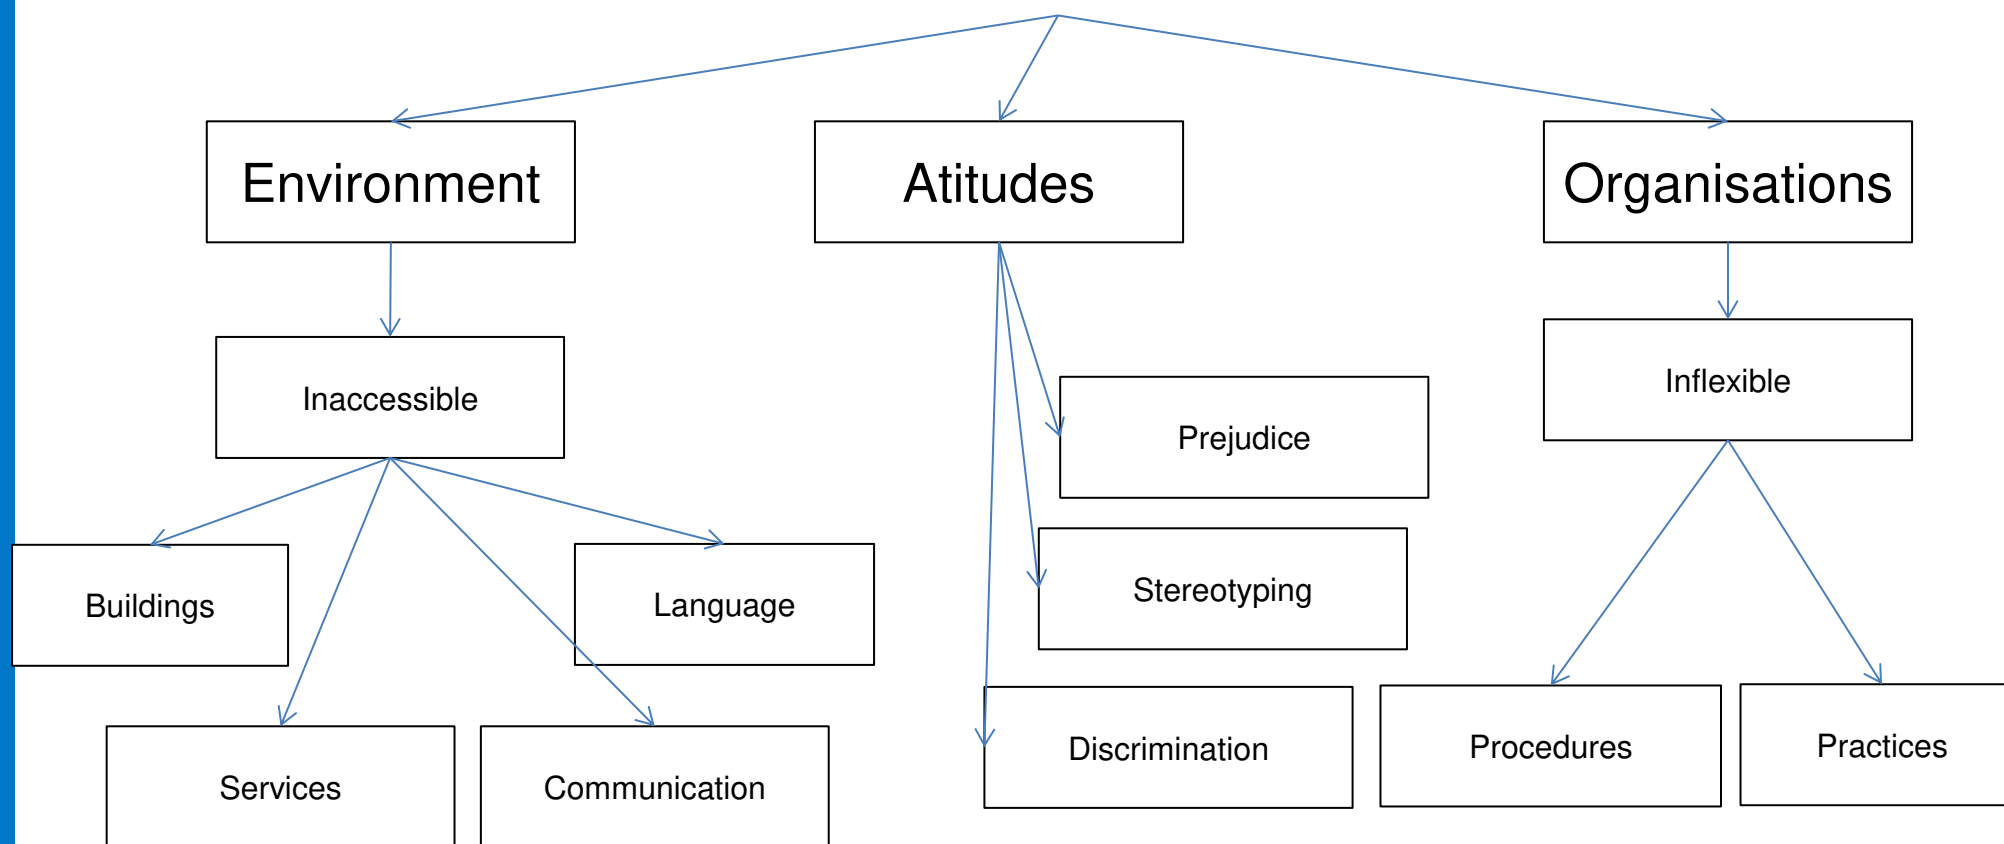 Environment
Atitudes
Organisations
Inaccessible
Inflexible
Prejudice
Stereotyping
Buildings
Language
Discrimination
Procedures
Practices
Services
Communication